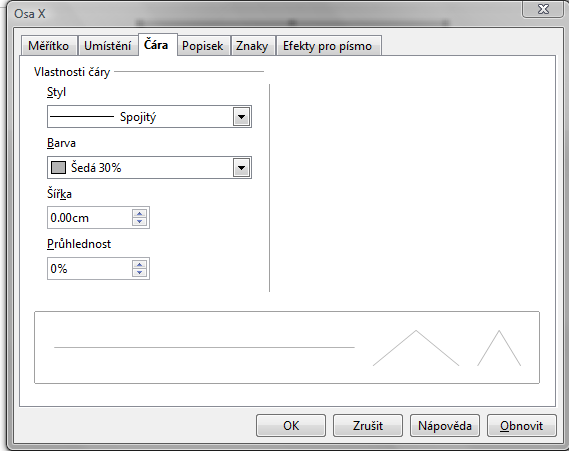 Osa X
Měřítko Umístění Čára Popisek Znaky Efekty pro písmo
Vlastnosti čáry
Styl
Spojitý
Barva
Šedá 30%
Šířka
0.00cm
Průhlednost
0%
OK Zrušit Nápověda Obnovit